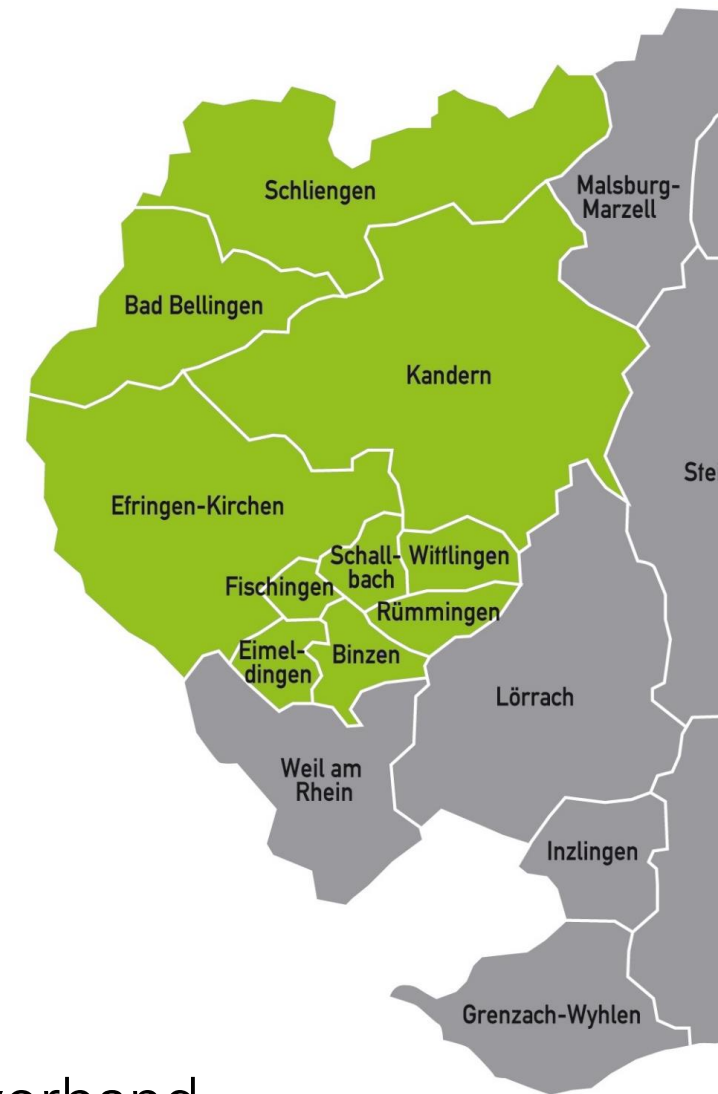 Schliengen
Malsburg-
Marzell
Bad Bellingen
Kandern
Efringen-Kirchen
Schall-
bach
Wittlingen
Fischingen
Rümmingen
Eimel-
dingen
Binzen
Lörrach
Weil am
Rhein
Inzlingen
Grenzach-Wyhlen